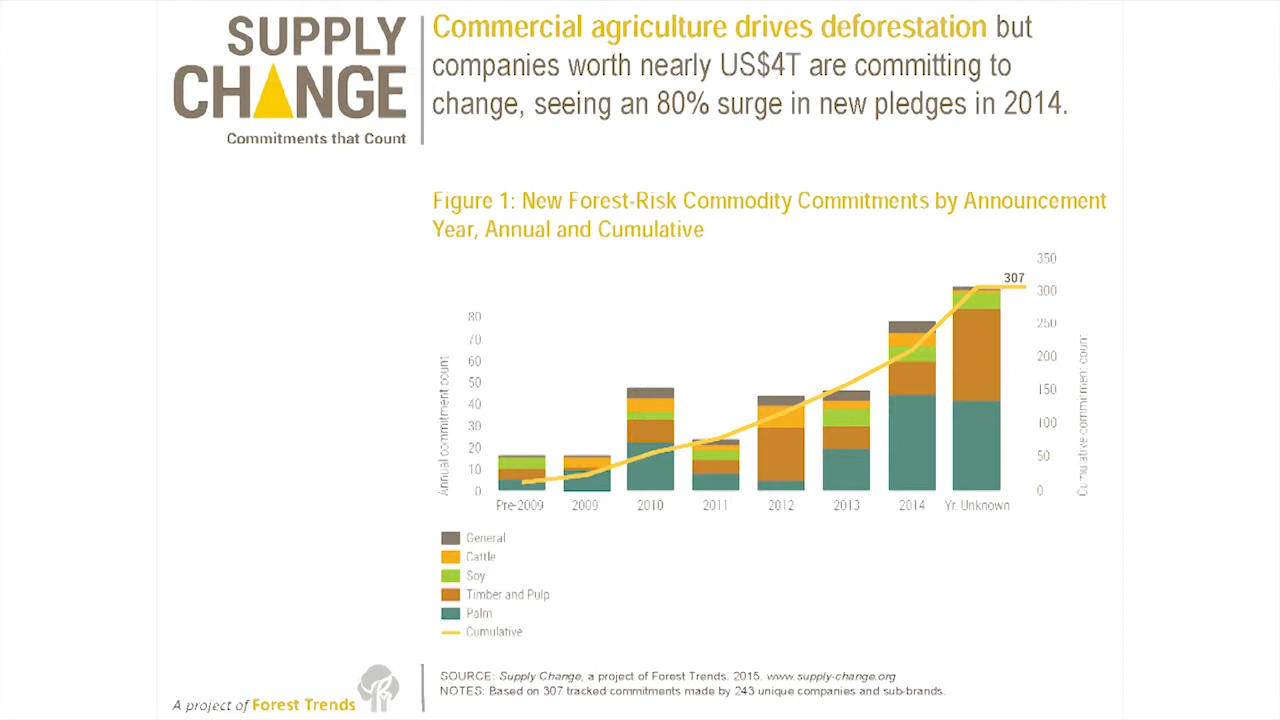 SUPPLY
CHANGE
Commitments that Count
Commercial agriculture drives deforestation but
companies worth nearly US$4T are committing to
change, seeing an 80% surge in new pledges in 2014.
Figure 1: New Forest-Risk Commodity Commitments by Announcement
Year, Annual and Cumulative
350
307
300
80
250
70
200
60
150
50
40
100
30
20
50
10
0
0
Annual commitment count
Cumulative commitment count
Pre-2009 2009 2010 2011 2012 2013 2014 Yr. Unknown
General
Cattle
Soy
Timber and Pulp
Palm
Cumulative
SOURCE: Supply Change, a project of Forest Trends. 2015. www.supply-change.org
NOTES: Based on 307 tracked commitments made by 243 unique companies and sub-brands.
A project of Forest Trends